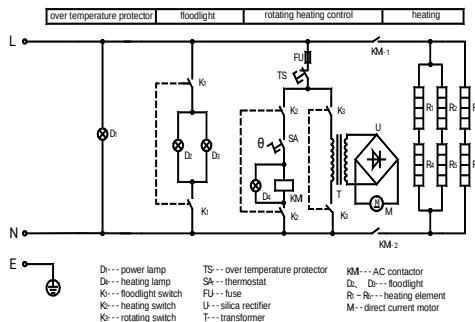 over temperature protector floodlight rotating heating control heating
L
KM-1
FU
TS
K1
K2
K3
R1
R2
θ
SA
U
D1
D2
D3
R4
R5
D4
KM
T
M
K1
K2
K3
N
KM-2
E
D1--- power lamp
D4--- heating lamp
K1--- floodlight switch
K2--- heating switch
K3--- rotating switch
TS--- over temperature protector
SA--- thermostat
FU--- fuse
U--- silica rectifier
T--- transformer
KM--- AC contactor
D2、D3--- floodlight
R1 - R6--- heating element
M--- direct current motor